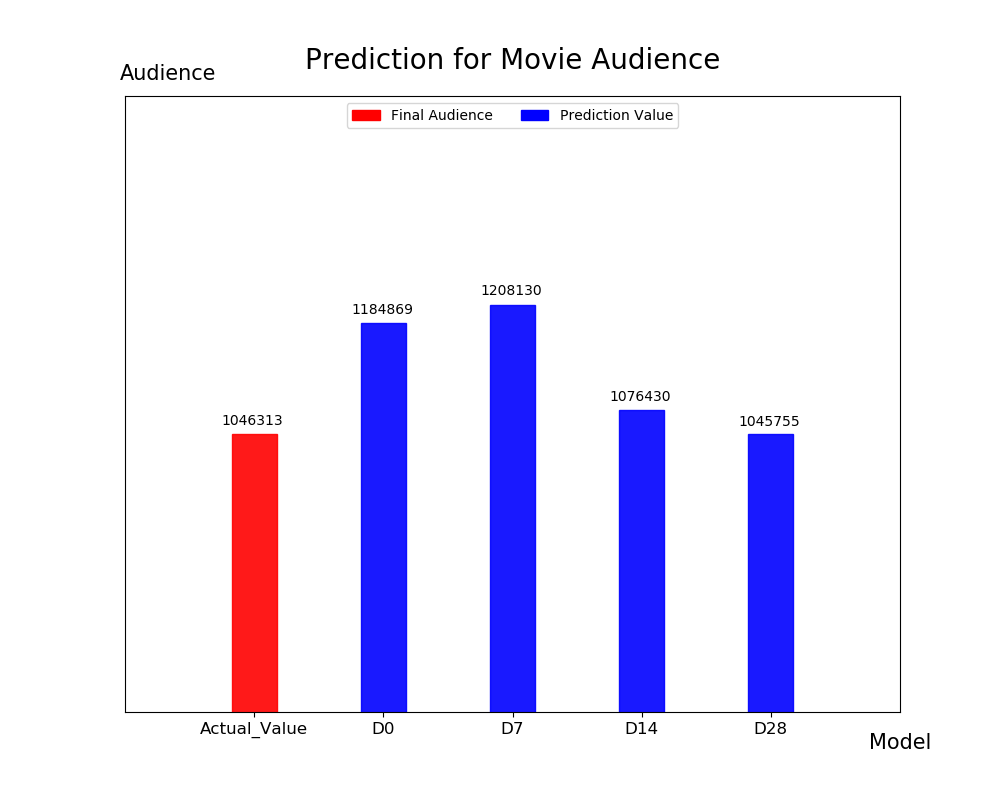 Prediction for Movie Audience
Audience
Final Audience Prediction Value
1208130
1184869
1076430
1046313
1045755
Actual_Value D0 D7 D14 D28
Model